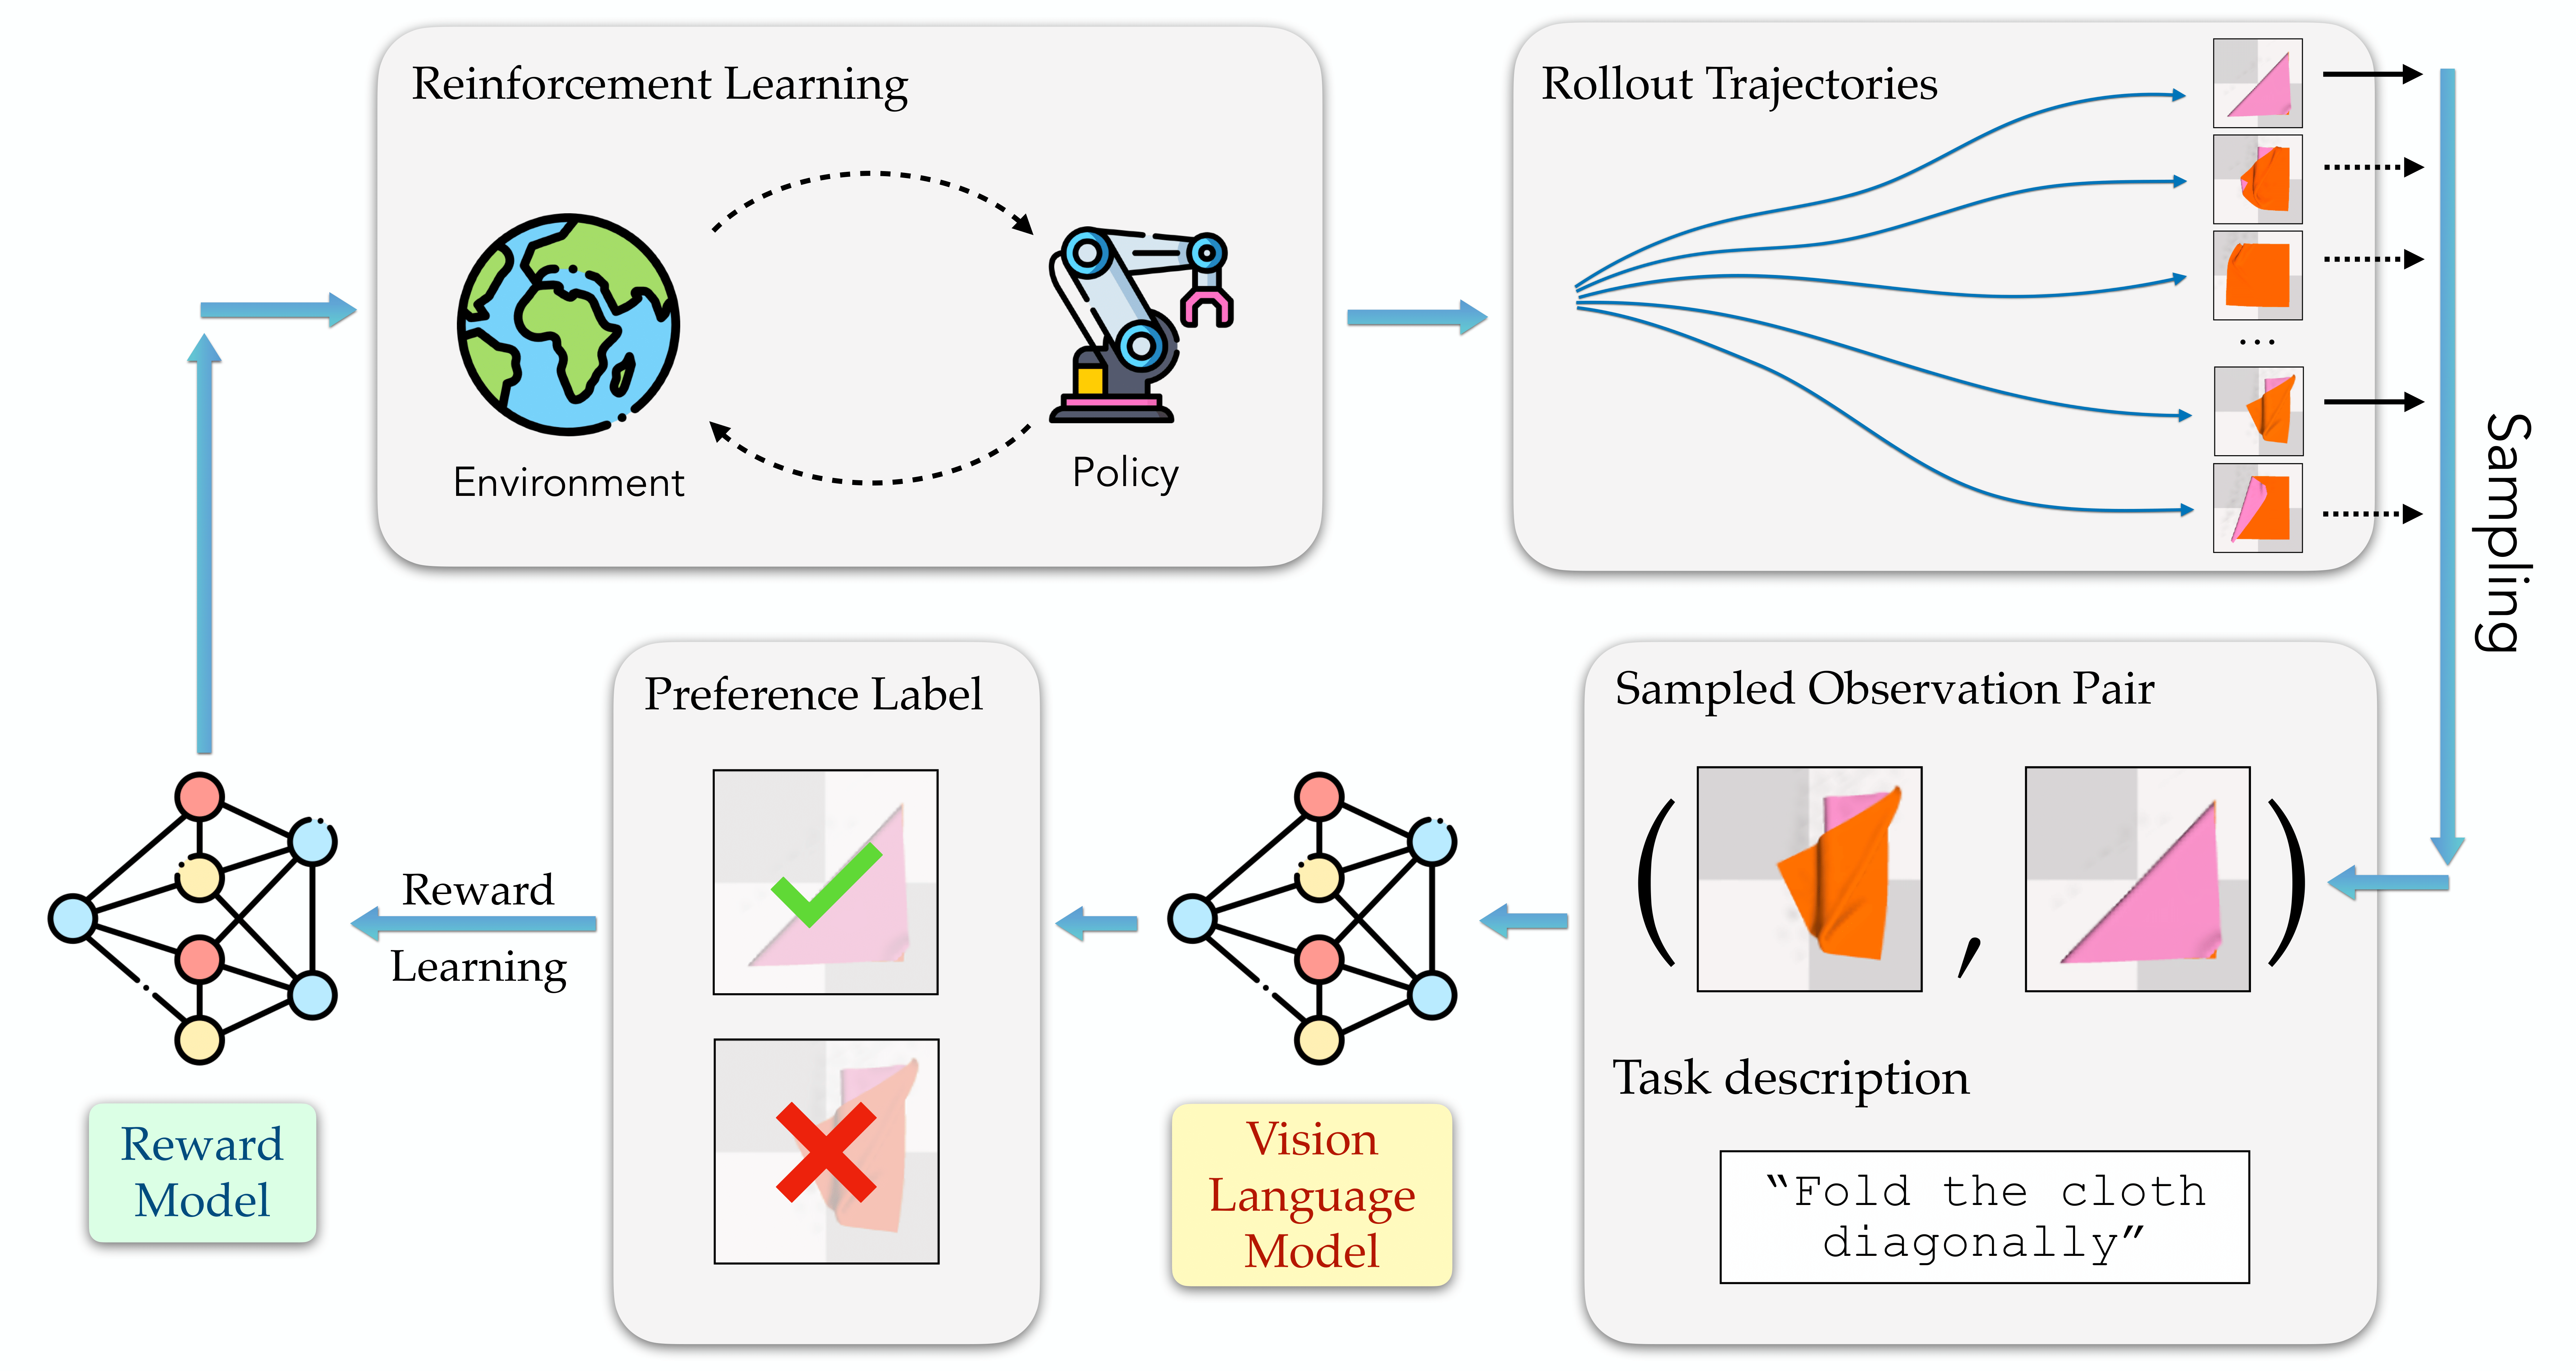 Reinforcement Learning
Environment
Policy
Rollout Trajectories
...
Sampling
Sampled Observation Pair
( , )
Task description
“Fold the cloth
diagonally”
Vision
Language
Model
Preference Label
Reward
Learning
Reward
Model